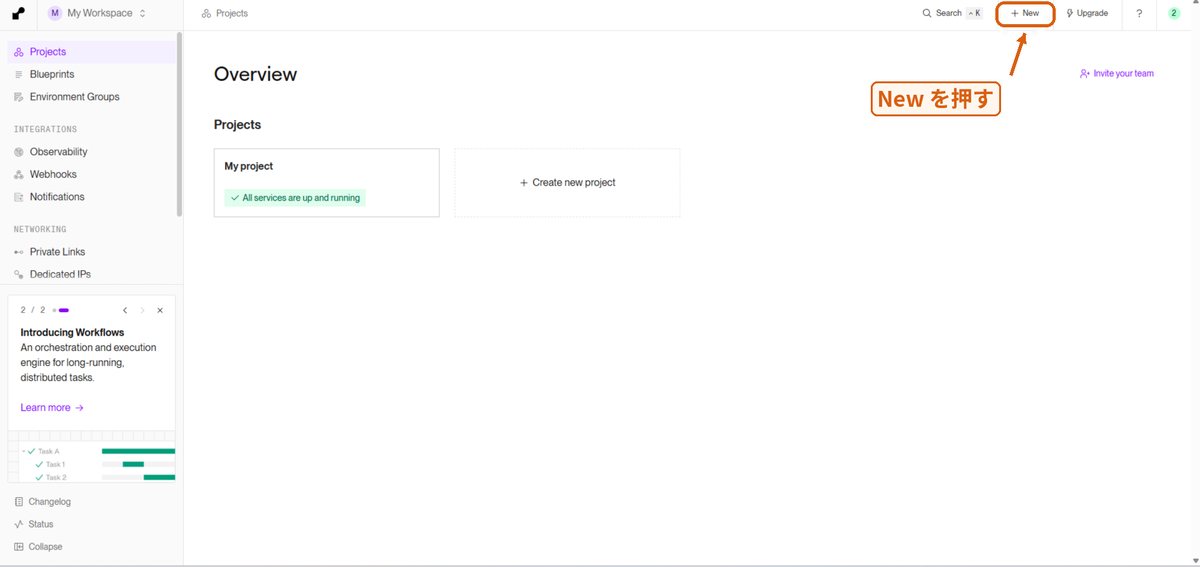 M My Workspace
Projects
Search ⌃ K
+ New
Upgrade
?
2
Projects
Blueprints
Environment Groups
INTEGRATIONS
Observability
Webhooks
Notifications
NETWORKING
Private Links
Dedicated IPs
2 / 2
Introducing Workflows
An orchestration and execution
engine for long-running,
distributed tasks.
Learn more →
Task A
Task 1
Task 2
Changelog
Status
Collapse
Overview
Invite your team
New を押す
Projects
My project
All services are up and running
+ Create new project